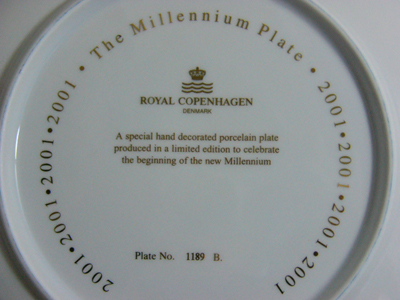 2001•2001•2001•2001 • The Millennium Plate • 2001•2001•2001•2001
ROYAL COPENHAGEN
DENMARK
A special hand decorated porcelain plate
produced in a limited edition to celebrate
the beginning of the new Millennium
Plate No. 1189 B.